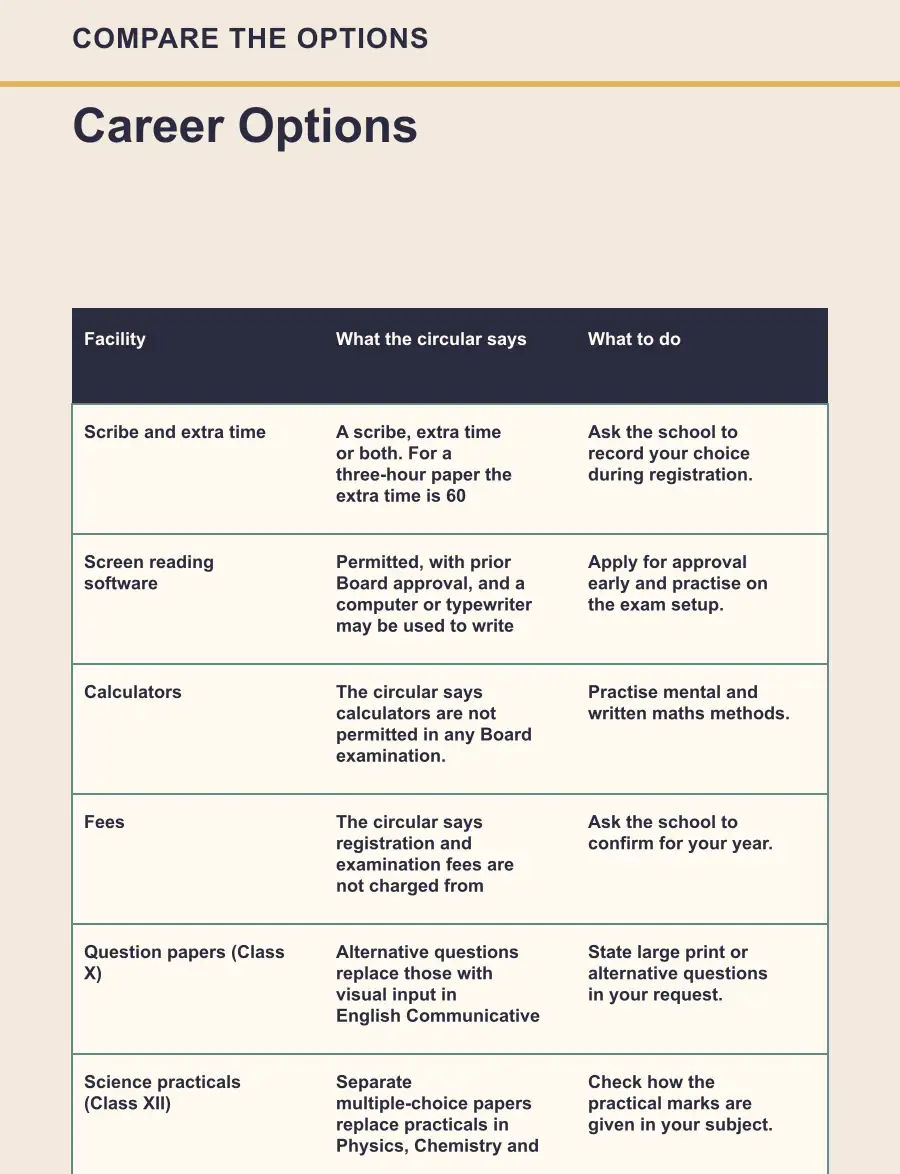 COMPARE THE OPTIONS
Career Options
Facility
What the circular says
What to do
Scribe and extra time
A scribe, extra time
or both. For a
three-hour paper the
extra time is 60
Ask the school to
record your choice
during registration.
Screen reading
software
Permitted, with prior
Board approval, and a
computer or typewriter
may be used to write
Apply for approval
early and practise on
the exam setup.
Calculators
The circular says
calculators are not
permitted in any Board
examination.
Practise mental and
written maths methods.
Fees
The circular says
registration and
examination fees are
not charged from
Ask the school to
confirm for your year.
Question papers (Class
X)
Alternative questions
replace those with
visual input in
English Communicative
State large print or
alternative questions
in your request.
Science practicals
(Class XII)
Separate
multiple-choice papers
replace practicals in
Physics, Chemistry and
Check how the
practical marks are
given in your subject.